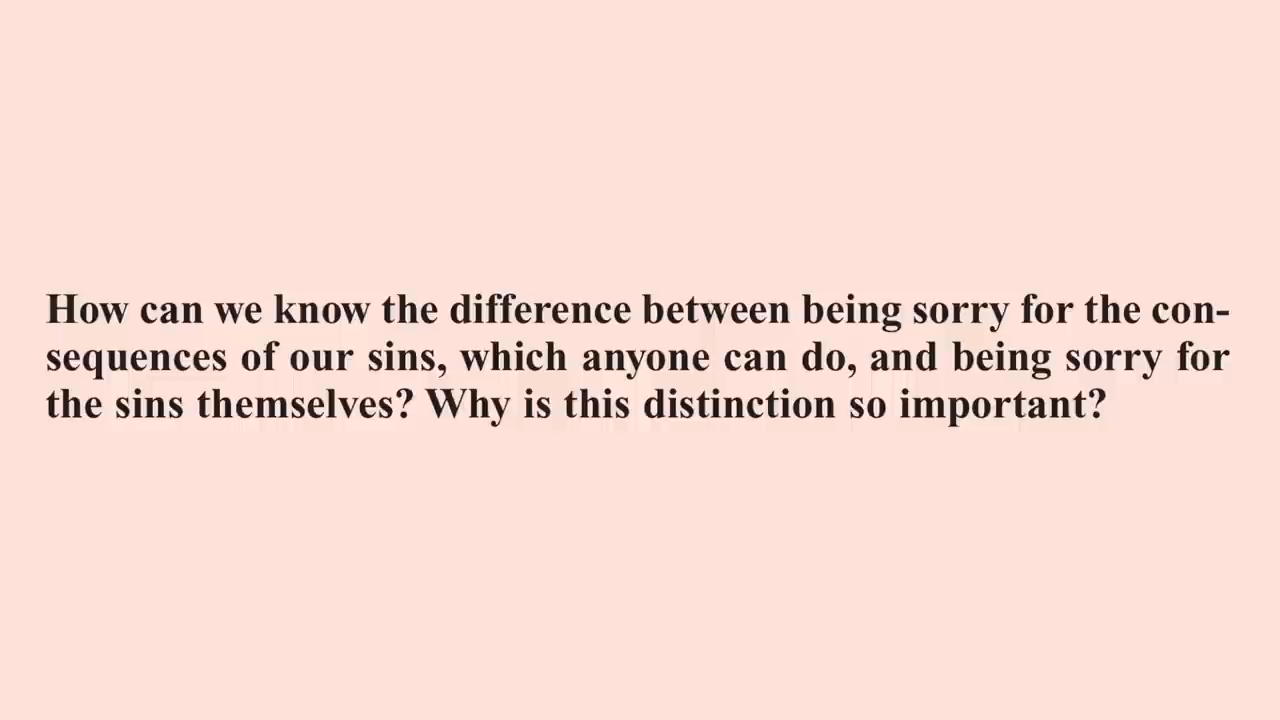 How can we know the difference between being sorry for the con-
sequences of our sins, which anyone can do, and being sorry for
the sins themselves? Why is this distinction so important?